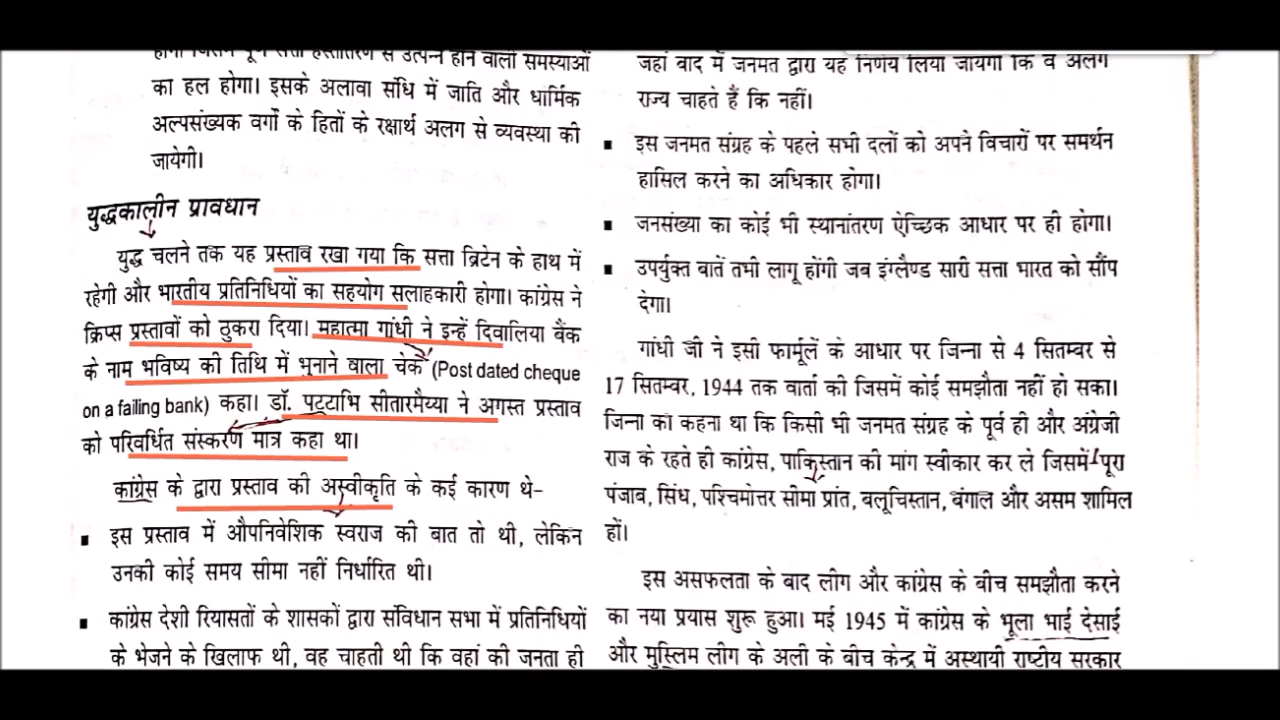 होगी जिसमें पूर्ण सत्ता हस्तांतरण से उत्पन्न होने वाली समस्याओं
का हल होगा। इसके अलावा संधि में जाति और धार्मिक
अल्पसंख्यक वर्गो के हितों के रक्षार्थ अलग से व्यवस्था की
जायेगी।
युद्धकालीन प्रावधान
युद्ध चलने तक यह प्रस्ताव रखा गया कि सत्ता ब्रिटेन के हाथ में
रहेगी और भारतीय प्रतिनिधियों का सहयोग सलाहकारी होगा। कांग्रेस ने
क्रिप्स प्रस्तावों को ठुकरा दिया। महात्मा गांधी ने इन्हें दिवालिया बैंक
के नाम भविष्य की तिथि में भुनाने वाला चेक (Post dated cheque
on a failing bank) कहा। डॉ. पट्टाभि सीतारमैय्या ने अगस्त प्रस्ताव
को परिवर्धित संस्करण मात्र कहा था।
कांग्रेस के द्वारा प्रस्ताव की अस्वीकृति के कई कारण थे–
■ इस प्रस्ताव में औपनिवेशिक स्वराज की बात तो थी, लेकिन
उनकी कोई समय सीमा नहीं निर्धारित थी।
■ कांग्रेस देशी रियासतों के शासकों द्वारा संविधान सभा में प्रतिनिधियों
के भेजने के खिलाफ थी, वह चाहती थी कि वहां की जनता ही
जहां बाद में जनमत द्वारा यह निर्णय लिया जायेगा कि वे अलग
राज्य चाहते हैं कि नहीं।
■ इस जनमत संग्रह के पहले सभी दलों को अपने विचारों पर समर्थन
हासिल करने का अधिकार होगा।
■ जनसंख्या का कोई भी स्थानांतरण ऐच्छिक आधार पर ही होगा।
■ उपर्युक्त बातें तभी लागू होंगी जब इंग्लैण्ड सारी सत्ता भारत को सौंप
देगा।
गांधी जी ने इसी फार्मूलें के आधार पर जिन्ना से 4 सितम्बर से
17 सितम्बर, 1944 तक वार्ता की जिसमें कोई समझौता नहीं हो सका।
जिन्ना का कहना था कि किसी भी जनमत संग्रह के पूर्व ही और अंग्रेजी
राज के रहते ही कांग्रेस, पाकिस्तान की मांग स्वीकार कर ले जिसमें पूरा
पंजाब, सिंध, पश्चिमोत्तर सीमा प्रांत, बलूचिस्तान, बंगाल और असम शामिल
हों।
इस असफलता के बाद लीग और कांग्रेस के बीच समझौता करने
का नया प्रयास शुरू हुआ। मई 1945 में कांग्रेस के भूला भाई देसाई
और मुस्लिम लीग के अली के बीच केन्द्र में अस्थायी राष्टीय सरकार